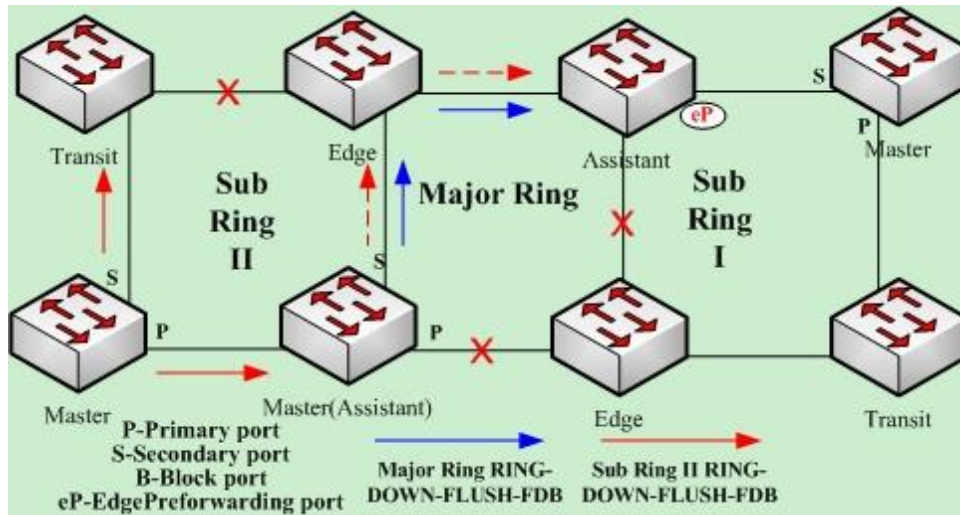 S
eP
P
Transit
Edge
Assistant
Master
Sub
Ring
II
Major Ring
Sub
Ring
I
S
S
P
P
Master
Master(Assistant)
Edge
Transit
P-Primary port
S-Secondary port
B-Block port
eP-EdgePreforwarding port
Major Ring RING-
DOWN-FLUSH-FDB
Sub Ring II RING-
DOWN-FLUSH-FDB